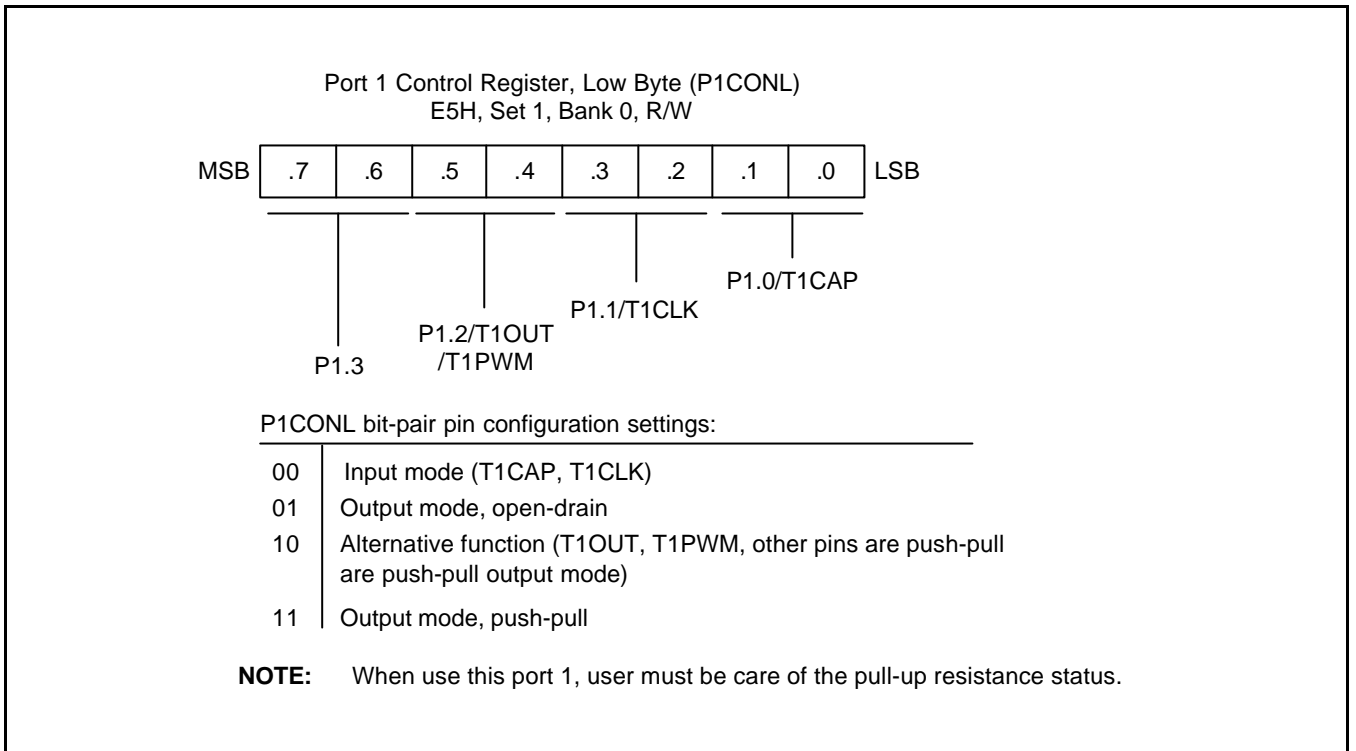 Port 1 Control Register, Low Byte (P1CONL)
E5H, Set 1, Bank 0, R/W
MSB .7 .6 .5 .4 .3 .2 .1 .0 LSB
P1.0/T1CAP
P1.1/T1CLK
P1.2/T1OUT
/T1PWM
P1.3
P1CONL bit-pair pin configuration settings:
00 Input mode (T1CAP, T1CLK)
01 Output mode, open-drain
10 Alternative function (T1OUT, T1PWM, other pins are push-pull
are push-pull output mode)
11 Output mode, push-pull
NOTE: When use this port 1, user must be care of the pull-up resistance status.